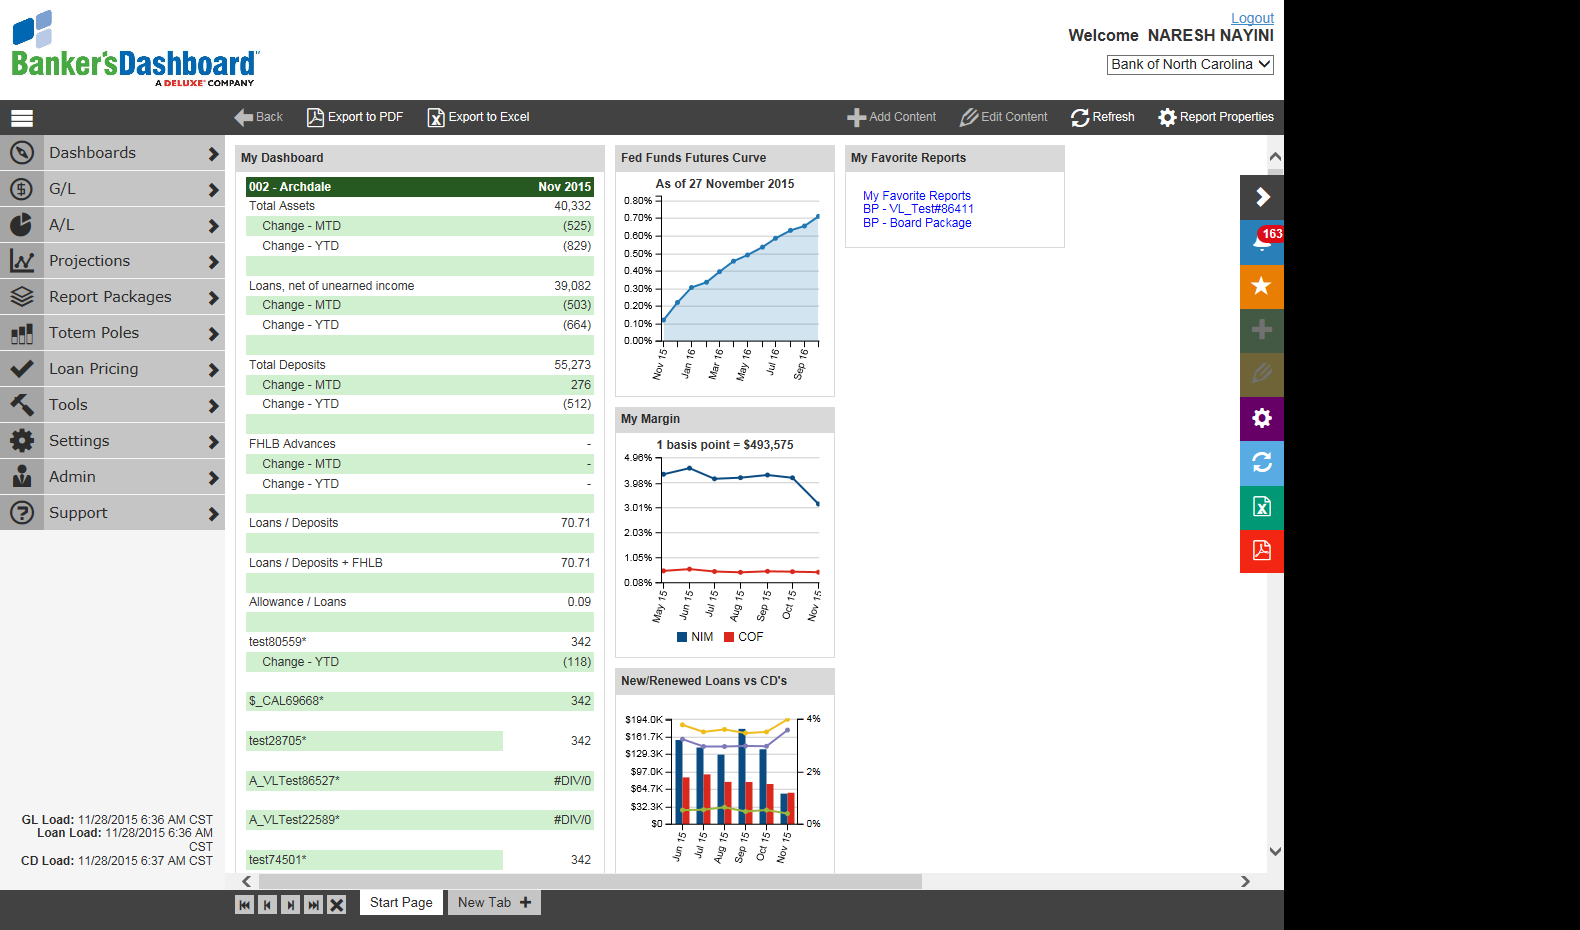 Logout
Banker'sDashboard
A DELUXE COMPANY
Welcome NARESH NAYINI
Bank of North Carolina
Back
Export to PDF
Export to Excel
Add Content
Edit Content
Refresh
Report Properties
Dashboards
G/L
A/L
Projections
Report Packages
Totem Poles
Loan Pricing
Tools
Settings
Admin
Support
GL Load: 11/28/2015 6:36 AM CST
Loan Load: 11/28/2015 6:36 AM
CST
CD Load: 11/28/2015 6:37 AM CST
My Dashboard
002 - Archdale Nov 2015
Total Assets 40,332
Change - MTD (525)
Change - YTD (829)
Loans, net of unearned income 39,082
Change - MTD (503)
Change - YTD (664)
Total Deposits 55,273
Change - MTD 276
Change - YTD (512)
FHLB Advances -
Change - MTD -
Change - YTD -
Loans / Deposits 70.71
Loans / Deposits + FHLB 70.71
Allowance / Loans 0.09
test80559* 342
Change - YTD (118)
$_CAL69668* 342
test28705* 342
A_VLTest86527* #DIV/0
A_VLTest22589* #DIV/0
test74501* 342
Fed Funds Futures Curve
As of 27 November 2015
0.80%
0.70%
0.60%
0.50%
0.40%
0.30%
0.20%
0.10%
0.00%
Nov 15 Jan 16 Mar 16 May 16 Jul 16 Sep 16
My Margin
1 basis point = $493,575
4.96%
3.98%
3.01%
2.03%
1.05%
0.08%
May 15 Jun 15 Jul 15 Aug 15 Sep 15 Oct 15 Nov 15
NIM COF
New/Renewed Loans vs CD's
$194.0K 4%
$161.7K
$129.3K
$97.0K 2%
$64.7K
$32.3K
$0 0%
Jun 15 Jul 15 Aug 15 Sep 15 Oct 15 Nov 15
My Favorite Reports
My Favorite Reports
BP - VL_Test#86411
BP - Board Package
163
Start Page
New Tab